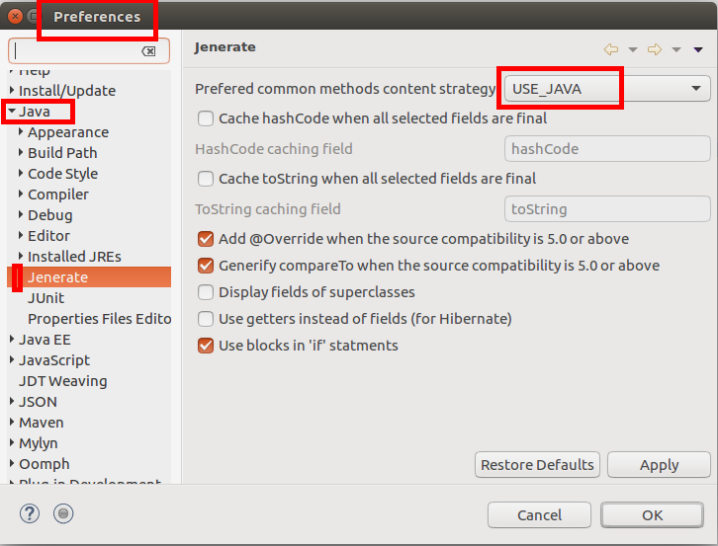 Preferences
Jenerate
Help
Install/Update
Java
Appearance
Build Path
Code Style
Compiler
Debug
Editor
Installed JREs
Jenerate
JUnit
Properties Files Edito
Java EE
JavaScript
JDT Weaving
JSON
Maven
Mylyn
Oomph
Plug-in Development
Prefered common methods content strategy USE_JAVA
Cache hashCode when all selected fields are final
HashCode caching field hashCode
Cache toString when all selected fields are final
ToString caching field toString
Add @Override when the source compatibility is 5.0 or above
Generify compareTo when the source compatibility is 5.0 or above
Display fields of superclasses
Use getters instead of fields (for Hibernate)
Use blocks in 'if' statments
Restore Defaults Apply
? Cancel OK